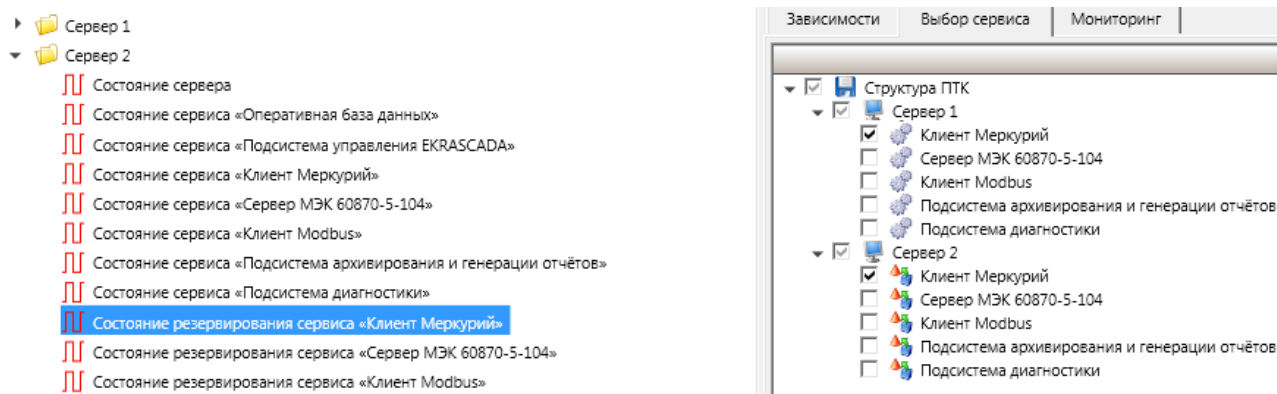 Сервер 1
Сервер 2
Состояние сервера
Состояние сервиса «Оперативная база данных»
Состояние сервиса «Подсистема управления EKRASCADA»
Состояние сервиса «Клиент Меркурий»
Состояние сервиса «Сервер МЭК 60870-5-104»
Состояние сервиса «Клиент Modbus»
Состояние сервиса «Подсистема архивирования и генерации отчётов»
Состояние сервиса «Подсистема диагностики»
Состояние резервирования сервиса «Клиент Меркурий»
Состояние резервирования сервиса «Сервер МЭК 60870-5-104»
Состояние резервирования сервиса «Клиент Modbus»
Зависимости Выбор сервиса Мониторинг
Структура ПТК
Сервер 1
Клиент Меркурий
Сервер МЭК 60870-5-104
Клиент Modbus
Подсистема архивирования и генерации отчётов
Подсистема диагностики
Сервер 2
Клиент Меркурий
Сервер МЭК 60870-5-104
Клиент Modbus
Подсистема архивирования и генерации отчётов
Подсистема диагностики